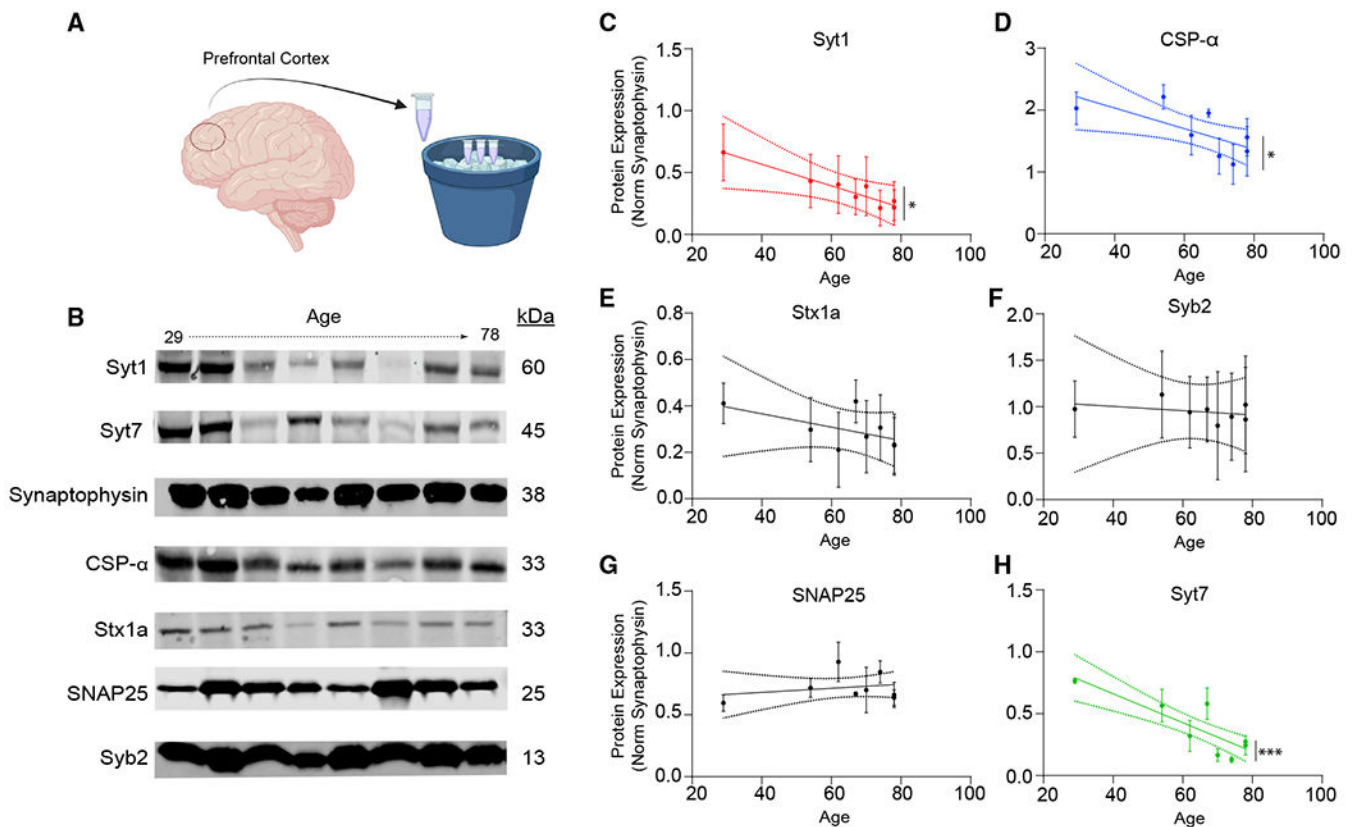 A
Prefrontal Cortex
B
Age
kDa
29
78
Syt1
60
Syt7
45
Synaptophysin
38
CSP-α
33
Stx1a
33
SNAP25
25
Syb2
13
C
Syt1
Protein Expression
(Norm Synaptophysin)
1.5
1.0
0.5
0.0
20 40 60 80 100
Age
*
D
CSP-α
3
2
1
0
20 40 60 80 100
Age
*
E
Stx1a
Protein Expression
(Norm Synaptophysin)
0.8
0.6
0.4
0.2
0.0
20 40 60 80 100
Age
F
Syb2
2.0
1.5
1.0
0.5
0.0
20 40 60 80 100
Age
G
SNAP25
Protein Expression
(Norm Synaptophysin)
1.5
1.0
0.5
0.0
20 40 60 80 100
Age
H
Syt7
1.5
1.0
0.5
0.0
20 40 60 80 100
Age
***